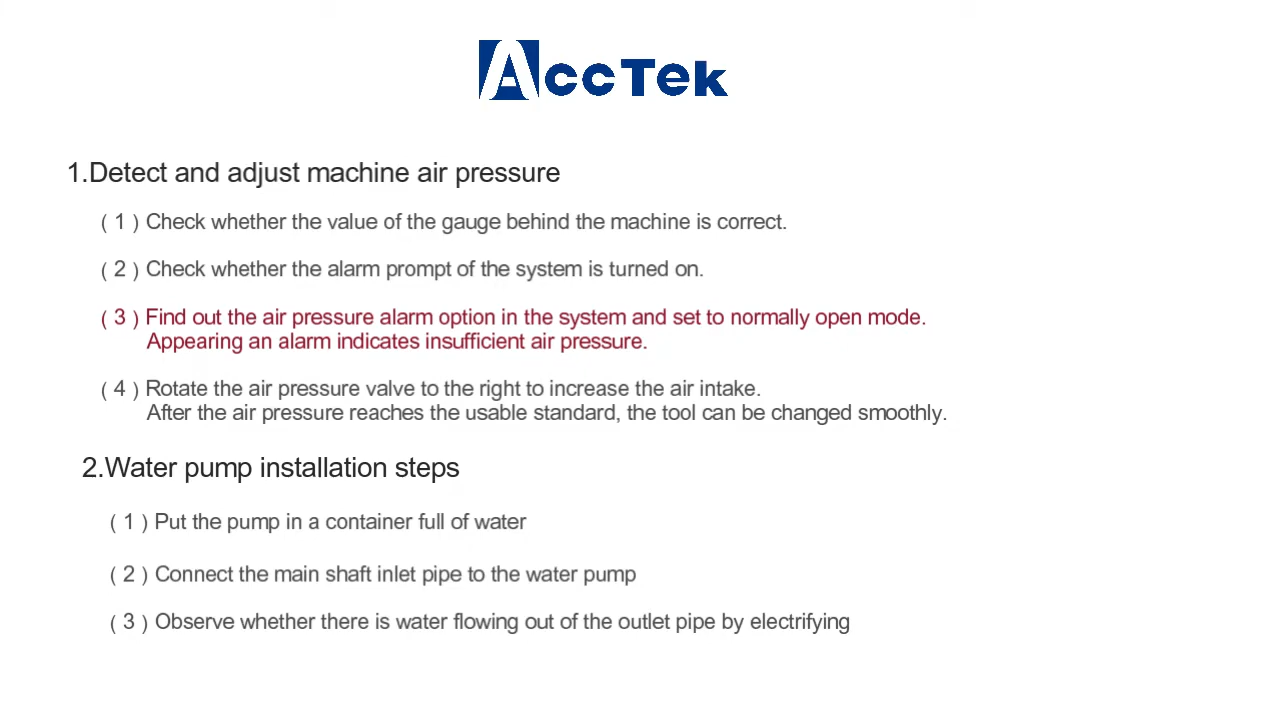 AccTek
1.Detect and adjust machine air pressure
( 1 ) Check whether the value of the gauge behind the machine is correct.
( 2 ) Check whether the alarm prompt of the system is turned on.
( 3 ) Find out the air pressure alarm option in the system and set to normally open mode.
Appearing an alarm indicates insufficient air pressure.
( 4 ) Rotate the air pressure valve to the right to increase the air intake.
After the air pressure reaches the usable standard, the tool can be changed smoothly.
2.Water pump installation steps
( 1 ) Put the pump in a container full of water
( 2 ) Connect the main shaft inlet pipe to the water pump
( 3 ) Observe whether there is water flowing out of the outlet pipe by electrifying